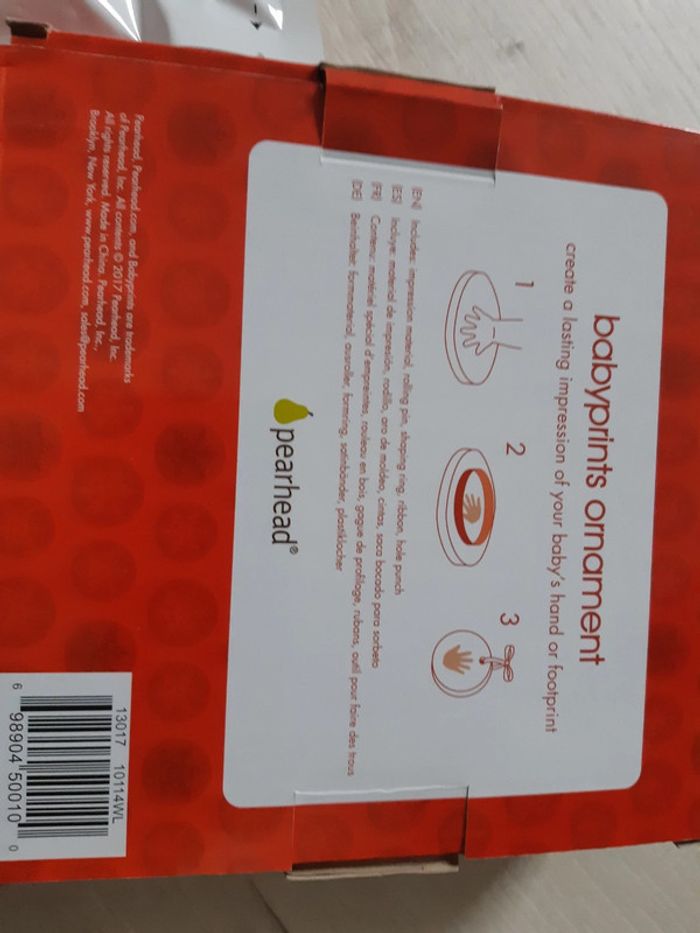 babyprints ornament
create a lasting impression of your baby's hand or footprint
1 2 3
(EN) Includes: impression material, rolling pin, shaping ring, ribbon, hole punch
(ES) Incluye: material de impresión, rodillo, aro de moldeo, cintas, saca bocado para sorbeto
(FR) Contenu: matériel spécial d'empreintes, rouleau en bois, gague de profilage, rubans, outil pour faire des trous
(DE) Beinhalter: formmaterial, ausroller, formring, satinbänder, plastiklocher
pearhead®
Pearhead, Pearhead.com, and Babyprints are trademarks
of Pearhead, Inc. All contents © 2017 Pearhead, Inc.
All rights reserved. Made in China. Pearhead, Inc.,
Brooklyn, New York, www.pearhead.com, sales@pearhead.com
13017 10114WL
6 98904 50010 0